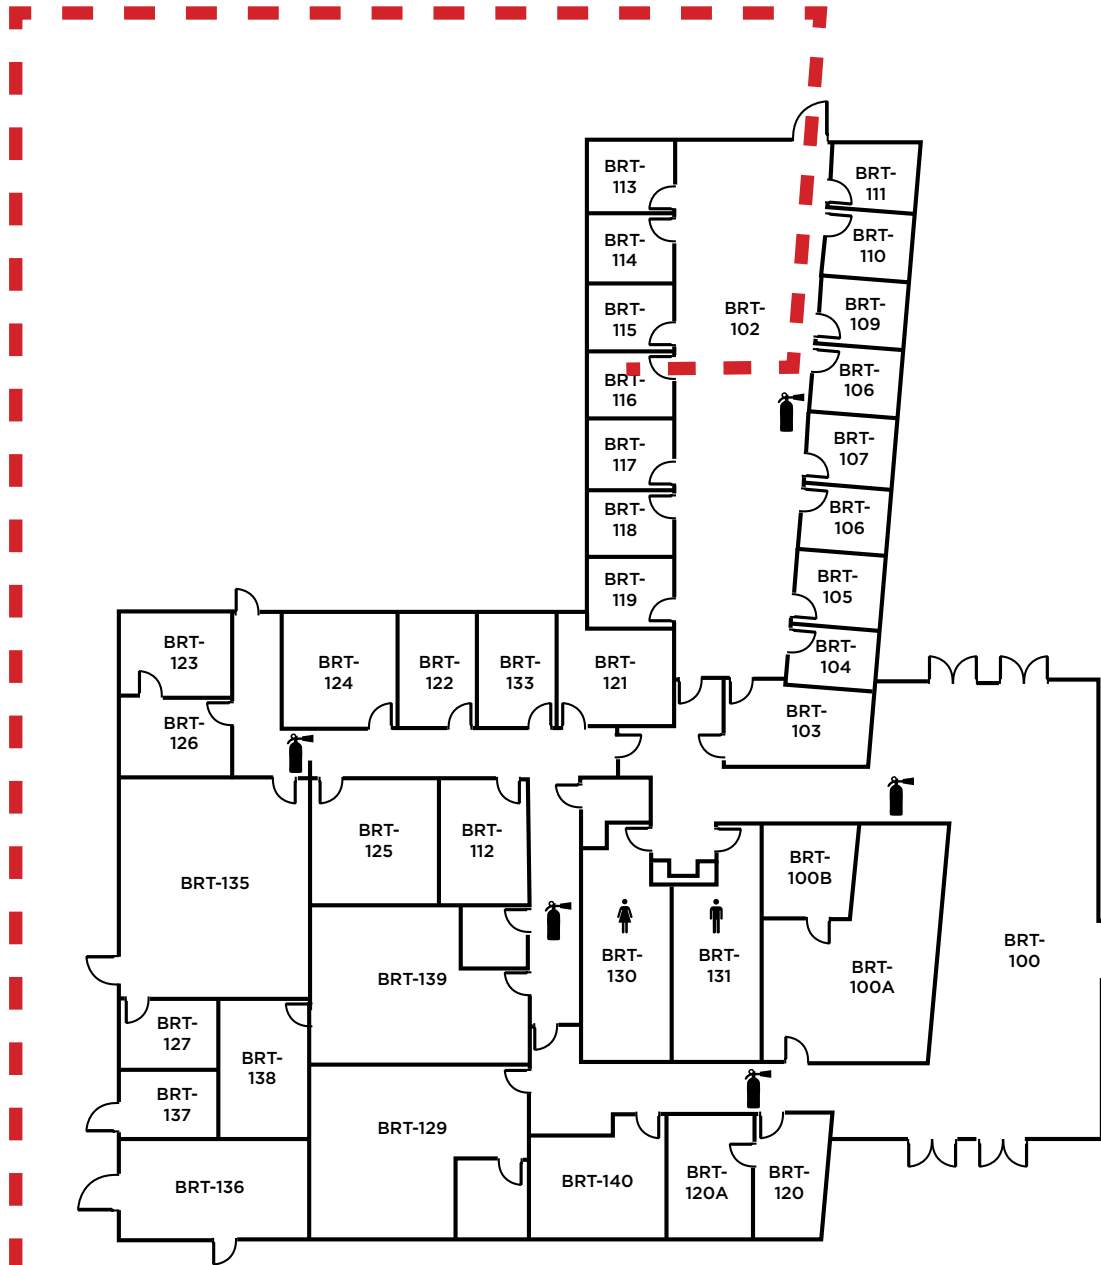 BRT-
113
BRT-
111
BRT-
114
BRT-
110
BRT-
115
BRT-
102
BRT-
109
BRT-
116
BRT-
106
BRT-
117
BRT-
107
BRT-
118
BRT-
106
BRT-
119
BRT-
105
BRT-
123
BRT-
124
BRT-
122
BRT-
133
BRT-
121
BRT-
104
BRT-
126
BRT-
103
BRT-
125
BRT-
112
BRT-
100B
BRT-135
BRT-139
BRT-
130
BRT-
131
BRT-
100A
BRT-
100
BRT-
127
BRT-
138
BRT-
137
BRT-129
BRT-136
BRT-140
BRT-
120A
BRT-
120